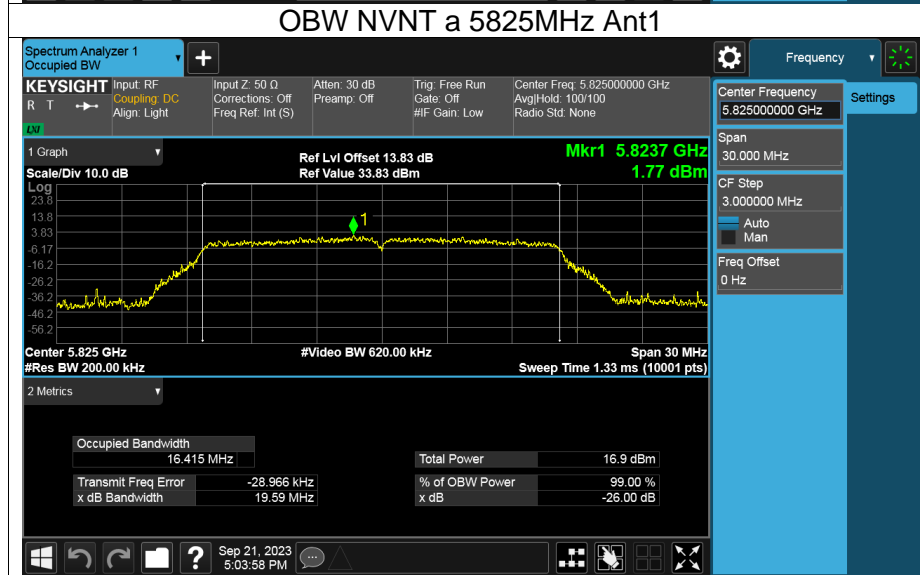 OBW NVNT a 5825MHz Ant1
Spectrum Analyzer 1
Occupied BW
+
Frequency
KEYSIGHT
R T
LXI
Input: RF
Coupling: DC
Align: Light
Input Z: 50 Ω
Corrections: Off
Freq Ref: Int (S)
Atten: 30 dB
Preamp: Off
Trig: Free Run
Gate: Off
#IF Gain: Low
Center Freq: 5.825000000 GHz
Avg|Hold: 100/100
Radio Std: None
Center Frequency
5.825000000 GHz
Settings
Span
30.000 MHz
CF Step
3.000000 MHz
Auto
Man
Freq Offset
0 Hz
1 Graph
Ref Lvl Offset 13.83 dB
Mkr1 5.8237 GHz
Scale/Div 10.0 dB
Ref Value 33.83 dBm
1.77 dBm
Log
23.8
13.8
3.83
-6.17
-16.2
-26.2
-36.2
-46.2
-56.2
1
Center 5.825 GHz
#Video BW 620.00 kHz
Span 30 MHz
#Res BW 200.00 kHz
Sweep Time 1.33 ms (10001 pts)
2 Metrics
Occupied Bandwidth
16.415 MHz
Total Power 16.9 dBm
Transmit Freq Error -28.966 kHz
% of OBW Power 99.00 %
x dB Bandwidth 19.59 MHz
x dB -26.00 dB
?
Sep 21, 2023
5:03:58 PM